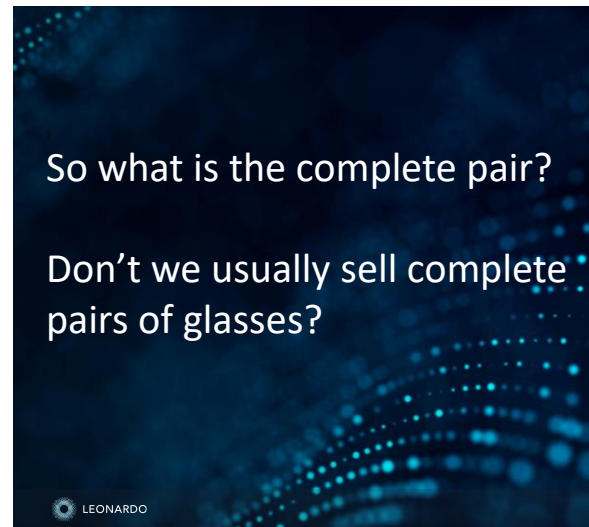 So what is the complete pair?
Don’t we usually sell complete
pairs of glasses?
LEONARDO